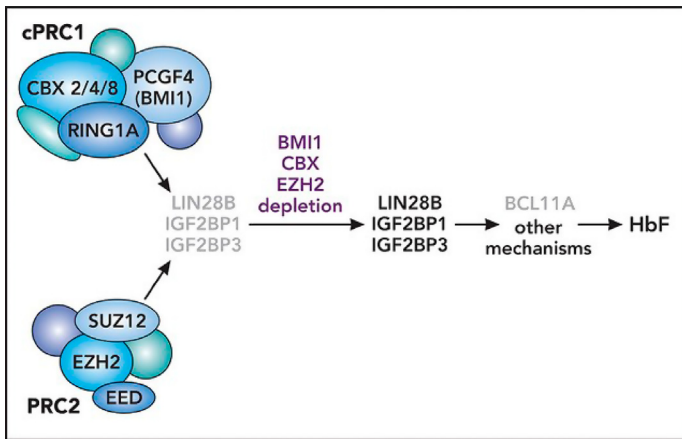 cPRC1
CBX 2/4/8
PCGF4
(BMI1)
RING1A
BMI1
CBX
EZH2
depletion
LIN28B
IGF2BP1
IGF2BP3
LIN28B
IGF2BP1
IGF2BP3
BCL11A
other
mechanisms
HbF
SUZ12
EZH2
EED
PRC2